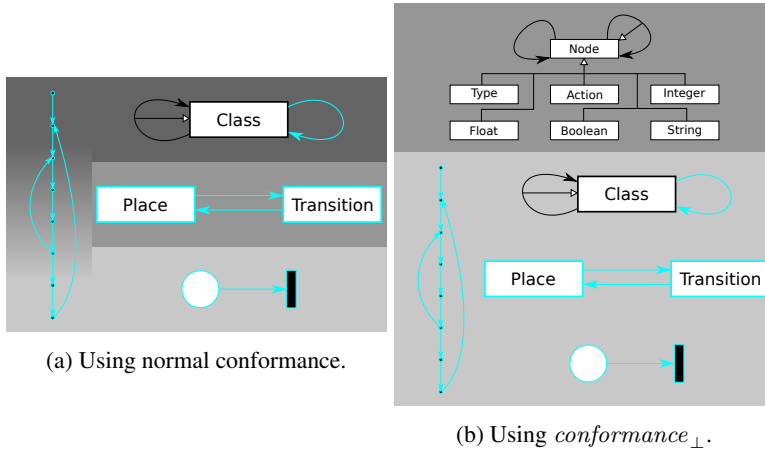 Class
Place
Transition
(a) Using normal conformance.
Node
Type
Action
Integer
Float
Boolean
String
Class
Place
Transition
(b) Using conformance⊥.